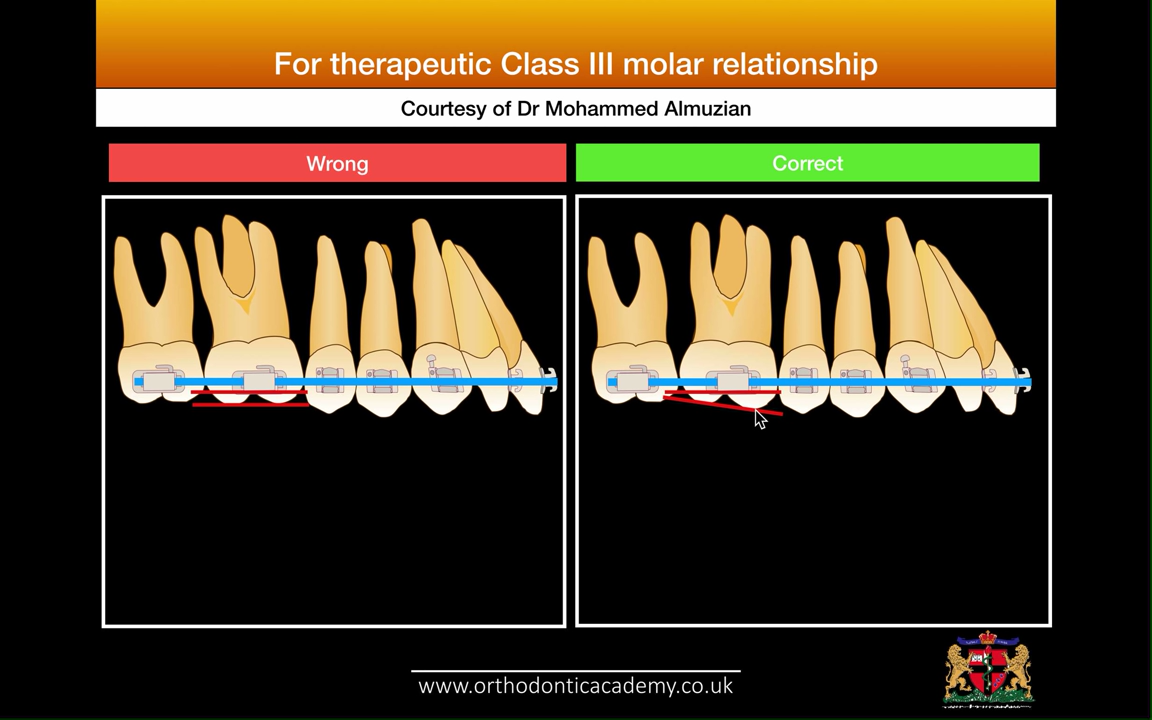 For therapeutic Class III molar relationship
Courtesy of Dr Mohammed Almuzian
Wrong
Correct
www.orthodonticacademy.co.uk